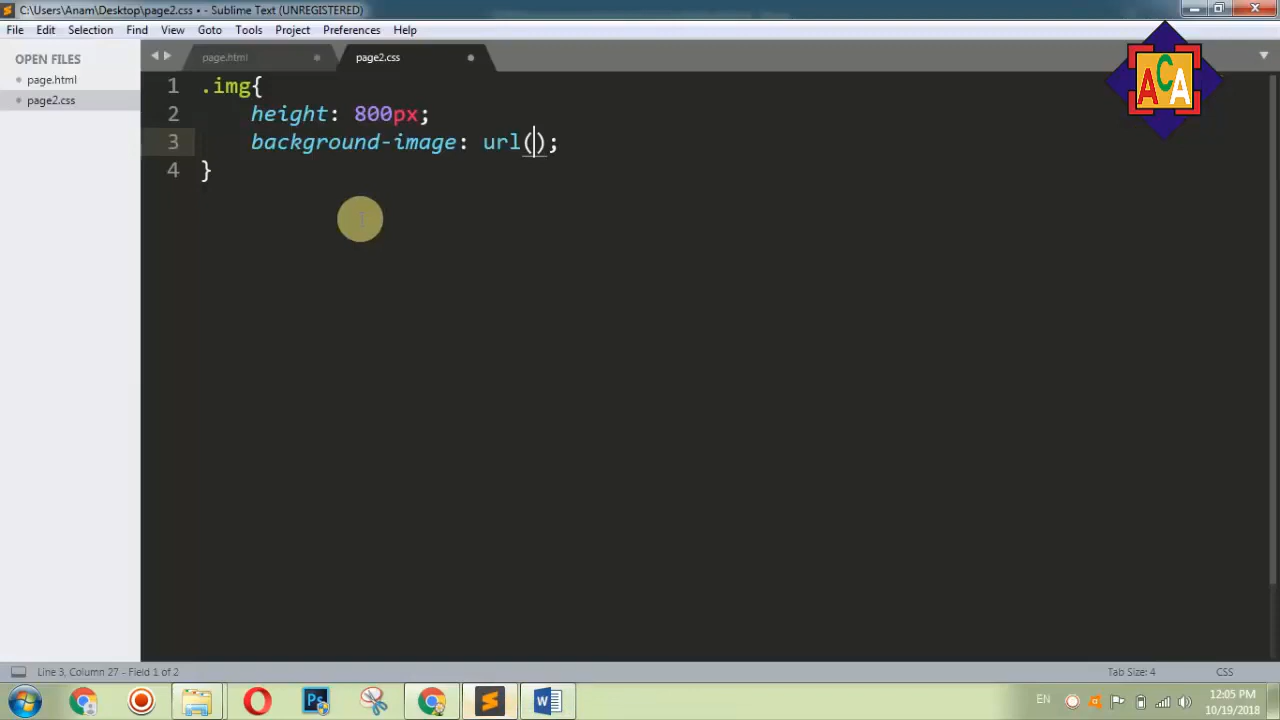 C:\Users\Anam\Desktop\page2.css • - Sublime Text (UNREGISTERED)
File Edit Selection Find View Goto Tools Project Preferences Help
OPEN FILES
page.html
page2.css
page.html
page2.css
1 .img{
2 height: 800px;
3 background-image: url();
4 }
ACA
Line 3, Column 27 - Field 1 of 2
Tab Size: 4
CSS
Ps
W
EN
12:05 PM
10/19/2018